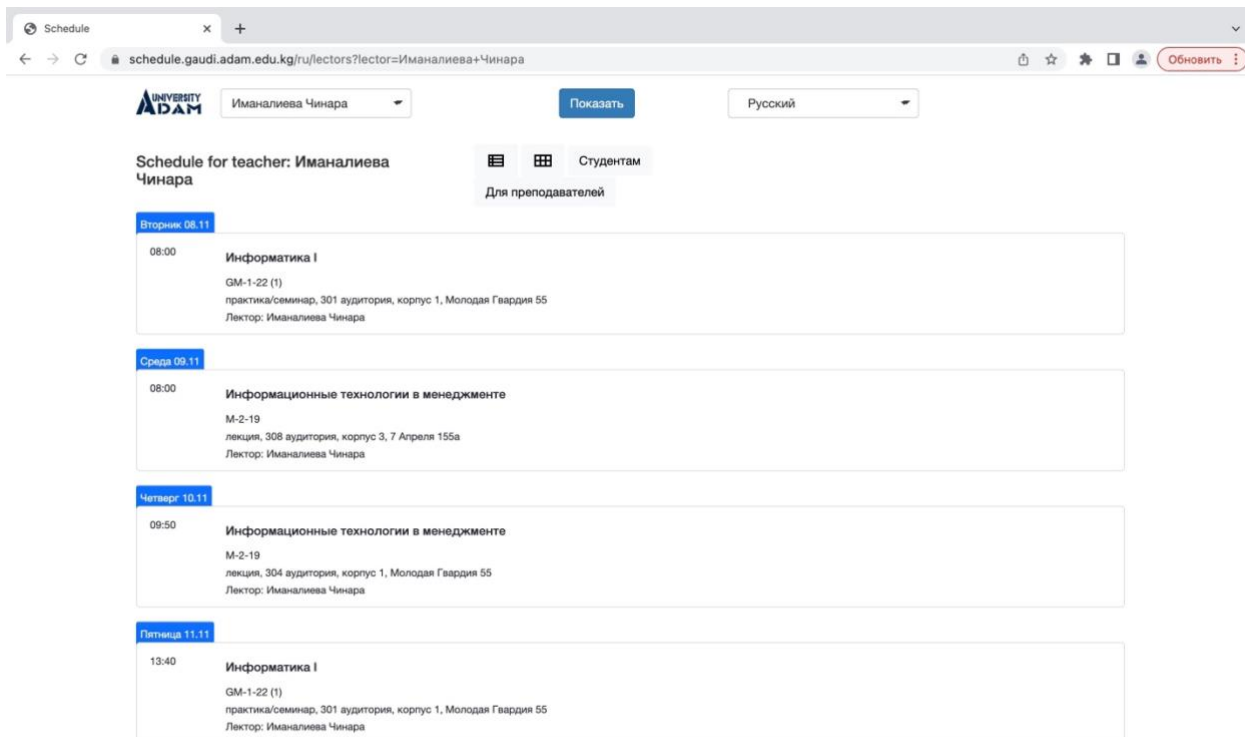 Schedule
schedule.gaudi.adam.edu.kg/ru/lectors?lector=Иманалиева+Чинара
Обновить
UNIVERSITY
ADAM
Иманалиева Чинара
Показать
Русский
Schedule for teacher: Иманалиева
Чинара
Студентам
Для преподавателей
Вторник 08.11
08:00
Информатика I
GM-1-22 (1)
практика/семинар, 301 аудитория, корпус 1, Молодая Гвардия 55
Лектор: Иманалиева Чинара
Среда 09.11
08:00
Информационные технологии в менеджменте
М-2-19
лекция, 308 аудитория, корпус 3, 7 Апреля 155а
Лектор: Иманалиева Чинара
Четверг 10.11
09:50
Информационные технологии в менеджменте
М-2-19
лекция, 304 аудитория, корпус 1, Молодая Гвардия 55
Лектор: Иманалиева Чинара
Пятница 11.11
13:40
Информатика I
GM-1-22 (1)
практика/семинар, 301 аудитория, корпус 1, Молодая Гвардия 55
Лектор: Иманалиева Чинара